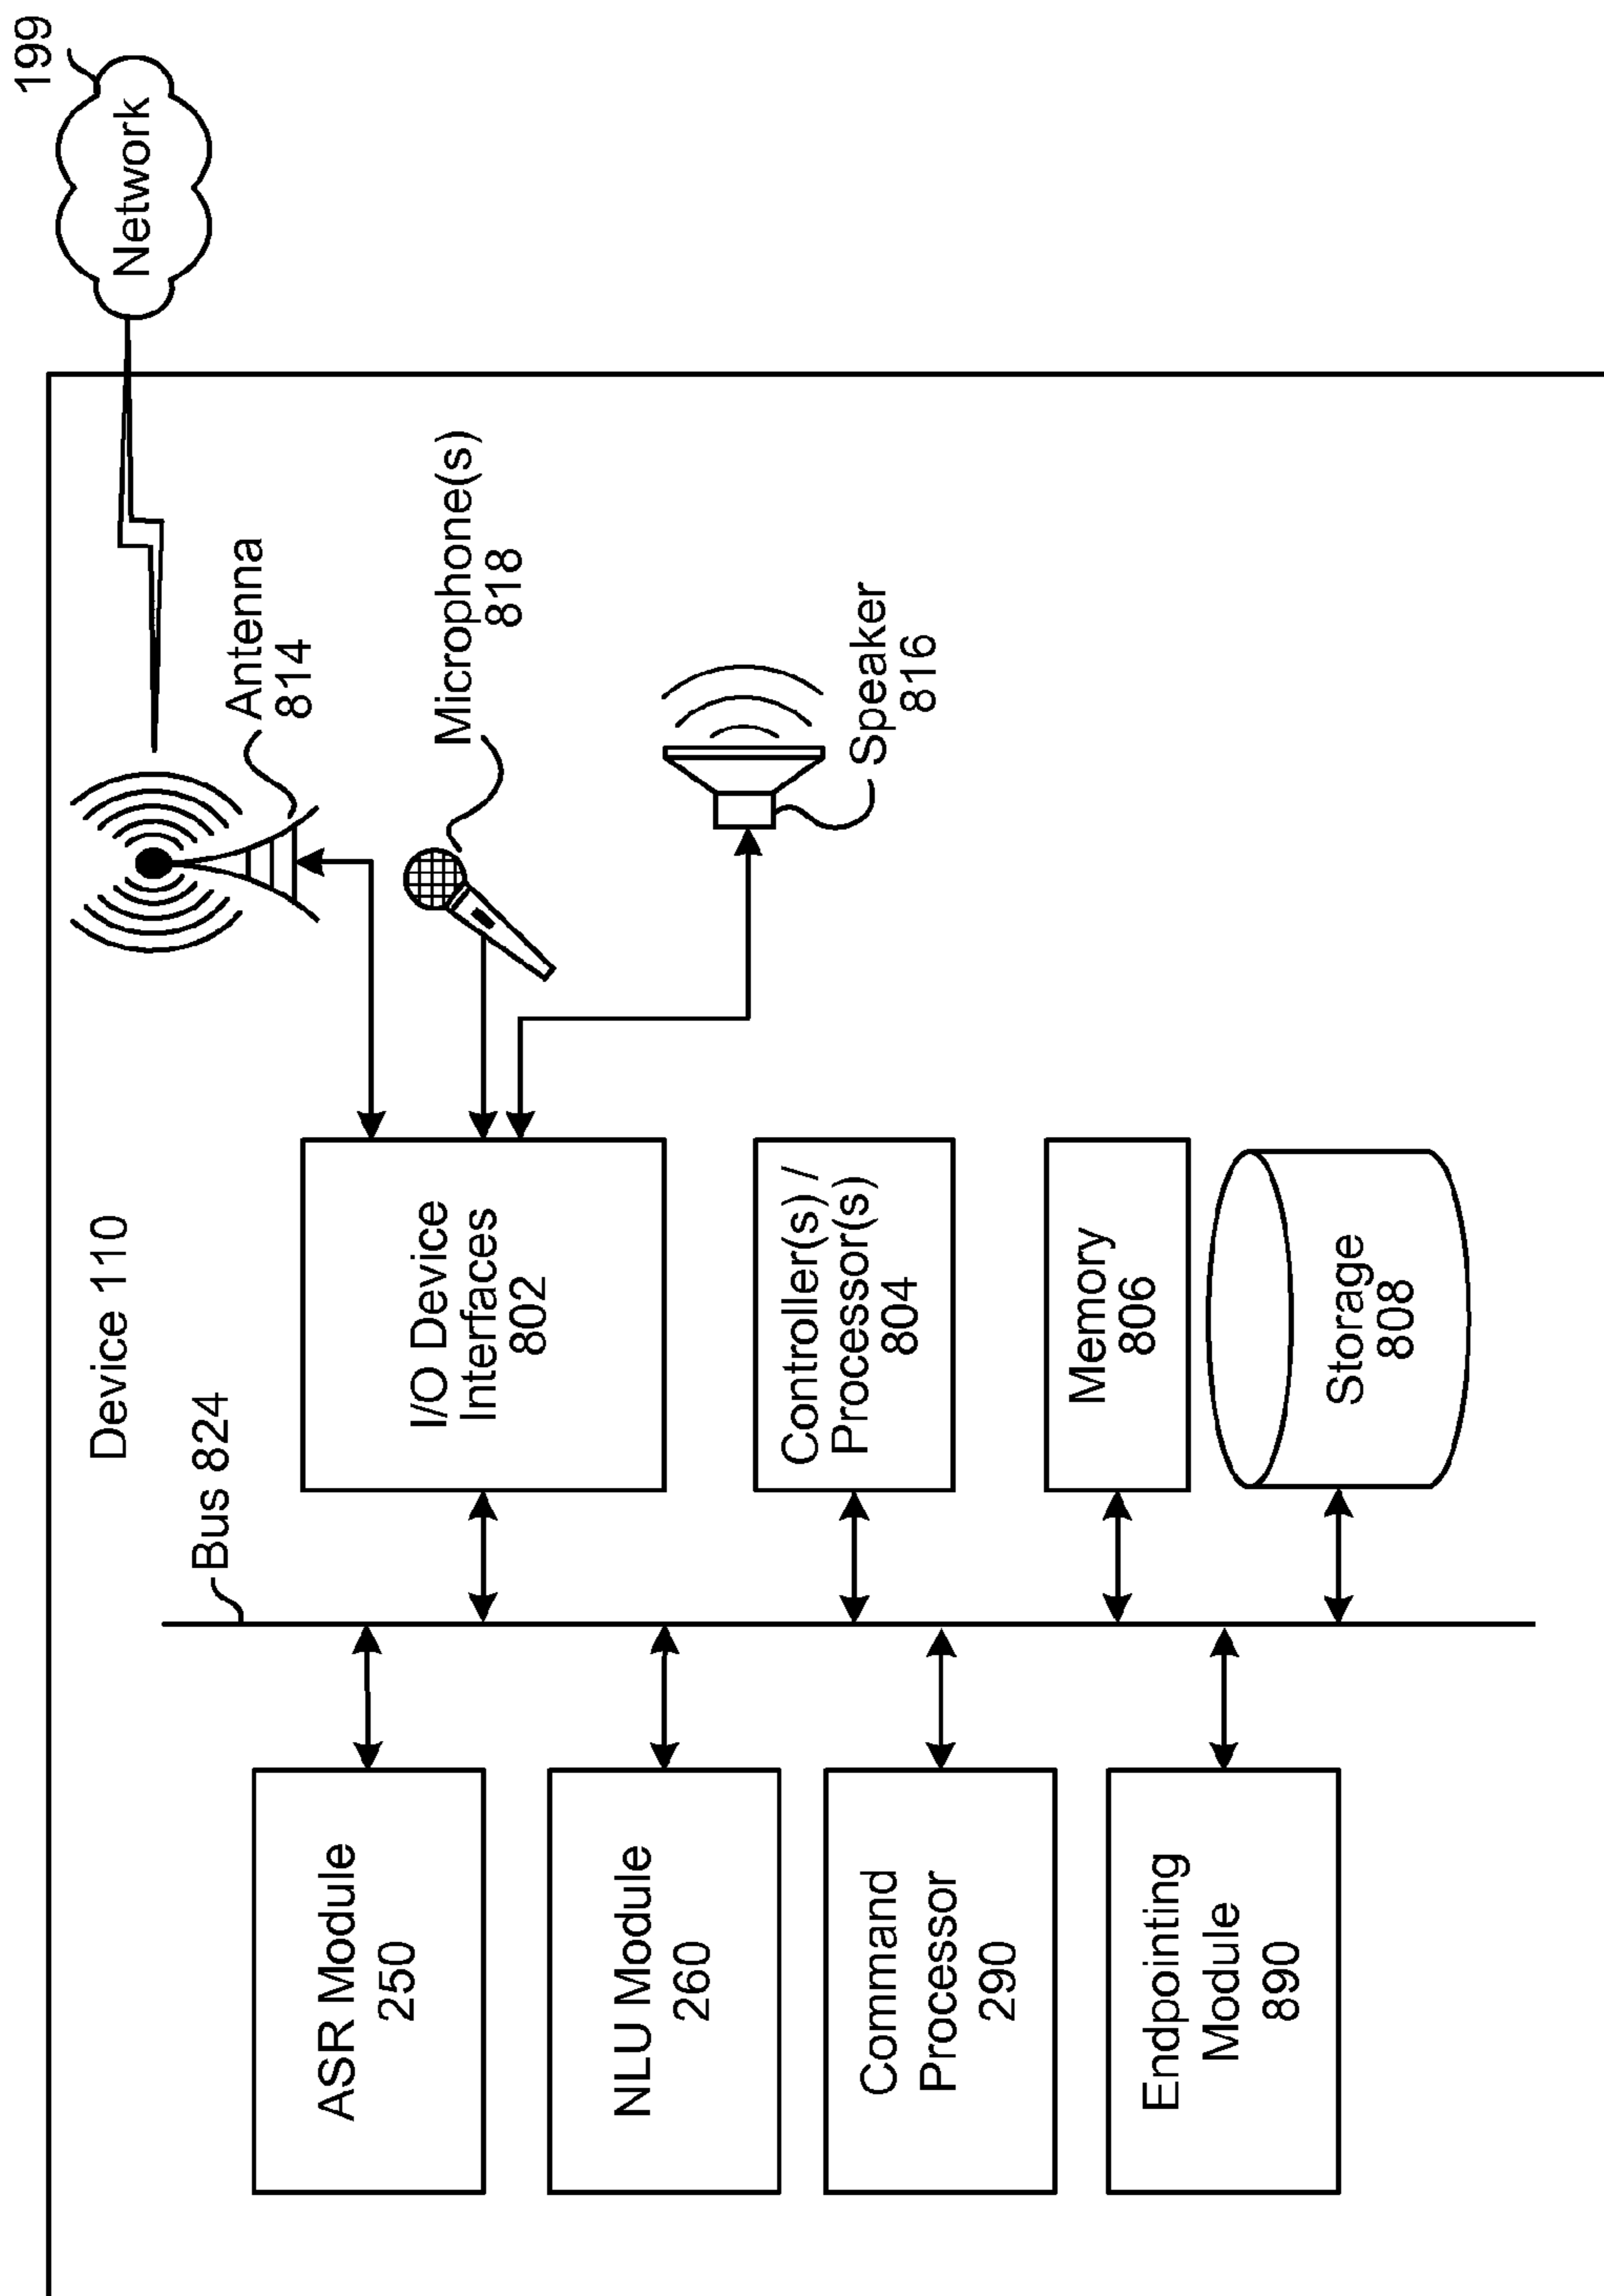 Device 110
Bus 824
199
Network
Antenna
814
Microphone(s)
818
Speaker
816
ASR Module
250
NLU Module
260
Command
Processor
290
Endpointing
Module
890
I/O Device
Interfaces
802
Controller(s) /
Processor(s)
804
Memory
806
Storage
808